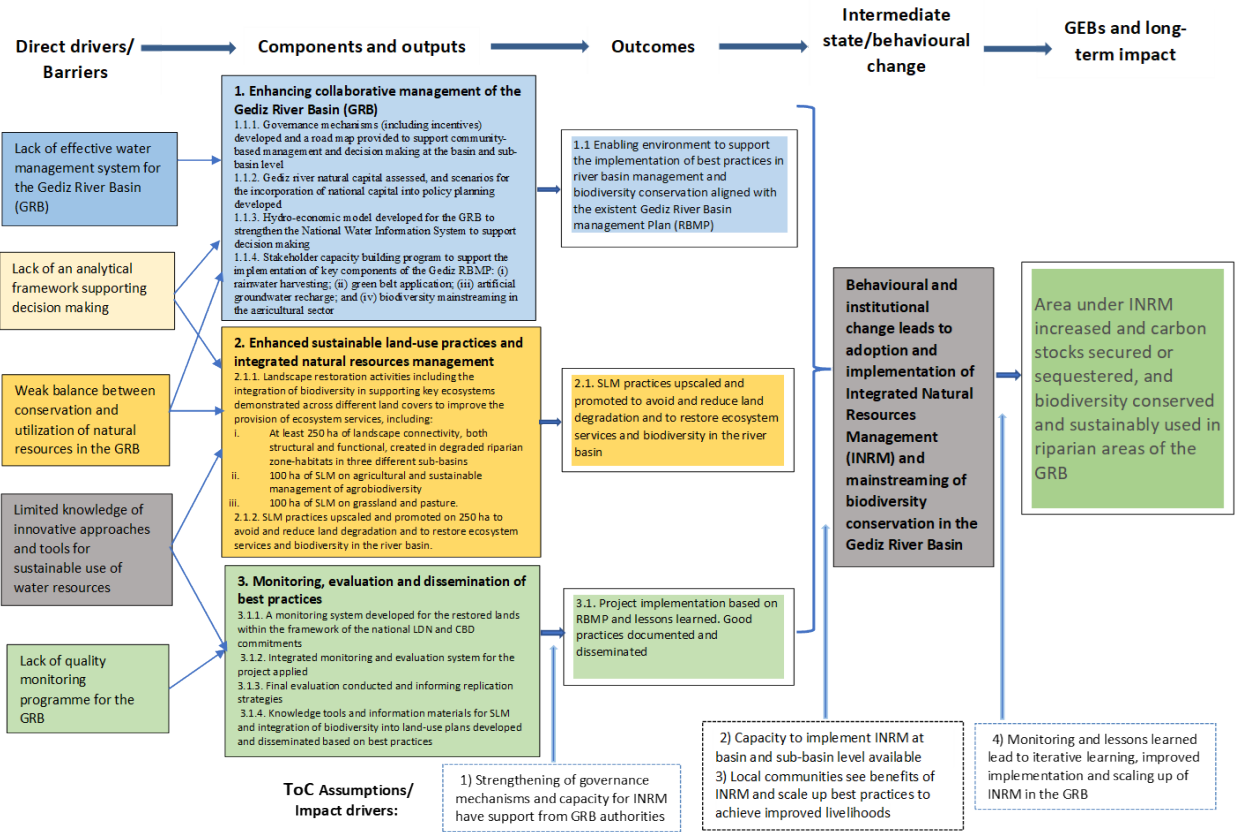 Direct drivers/
Barriers
Components and outputs
Outcomes
Intermediate
state/behavioural
change
GEBs and long-
term impact
Lack of effective water
management system for
the Gediz River Basin
(GRB)
Lack of an analytical
framework supporting
decision making
Weak balance between
conservation and
utilization of natural
resources in the GRB
Limited knowledge of
innovative approaches
and tools for
sustainable use of
water resources
Lack of quality
monitoring
programme for the
GRB
1. Enhancing collaborative management of the
Gediz River Basin (GRB)
1.1.1. Governance mechanisms (including incentives)
developed and a road map provided to support community-
based management and decision making at the basin and sub-
basin level
1.1.2. Gediz river natural capital assessed, and scenarios for
the incorporation of national capital into policy planning
developed
1.1.3. Hydro-economic model developed for the GRB to
strengthen the National Water Information System to support
decision making
1.1.4. Stakeholder capacity building program to support the
implementation of key components of the Gediz RBMP: (i)
rainwater harvesting; (ii) green belt application; (iii) artificial
groundwater recharge; and (iv) biodiversity mainstreaming in
the agricultural sector
2. Enhanced sustainable land-use practices and
integrated natural resources management
2.1.1. Landscape restoration activities including the
integration of biodiversity in supporting key ecosystems
demonstrated across different land covers to improve the
provision of ecosystem services, including:
i. At least 250 ha of landscape connectivity, both
structural and functional, created in degraded riparian
zone-habitats in three different sub-basins
ii. 100 ha of SLM on agricultural and sustainable
management of agrobiodiversity
iii. 100 ha of SLM on grassland and pasture.
2.1.2. SLM practices upscaled and promoted on 250 ha to
avoid and reduce land degradation and to restore ecosystem
services and biodiversity in the river basin.
3. Monitoring, evaluation and dissemination of
best practices
3.1.1. A monitoring system developed for the restored lands
within the framework of the national LDN and CBD
commitments
3.1.2. Integrated monitoring and evaluation system for the
project applied
3.1.3. Final evaluation conducted and informing replication
strategies
3.1.4. Knowledge tools and information materials for SLM
and integration of biodiversity into land-use plans developed
and disseminated based on best practices
1.1 Enabling environment to support
the implementation of best practices in
river basin management and
biodiversity conservation aligned with
the existent Gediz River Basin
management Plan (RBMP)
2.1. SLM practices upscaled and
promoted to avoid and reduce land
degradation and to restore ecosystem
services and biodiversity in the river
basin
3.1. Project implementation based on
RBMP and lessons learned. Good
practices documented and
disseminated
Behavioural and
institutional
change leads to
adoption and
implementation of
Integrated Natural
Resources
Management
(INRM) and
mainstreaming of
biodiversity
conservation in the
Gediz River Basin
Area under INRM
increased and carbon
stocks secured or
sequestered, and
biodiversity conserved
and sustainably used in
riparian areas of the
GRB
ToC Assumptions/
Impact drivers:
1) Strengthening of governance
mechanisms and capacity for INRM
have support from GRB authorities
2) Capacity to implement INRM at
basin and sub-basin level available
3) Local communities see benefits of
INRM and scale up best practices to
achieve improved livelihoods
4) Monitoring and lessons learned
lead to iterative learning, improved
implementation and scaling up of
INRM in the GRB